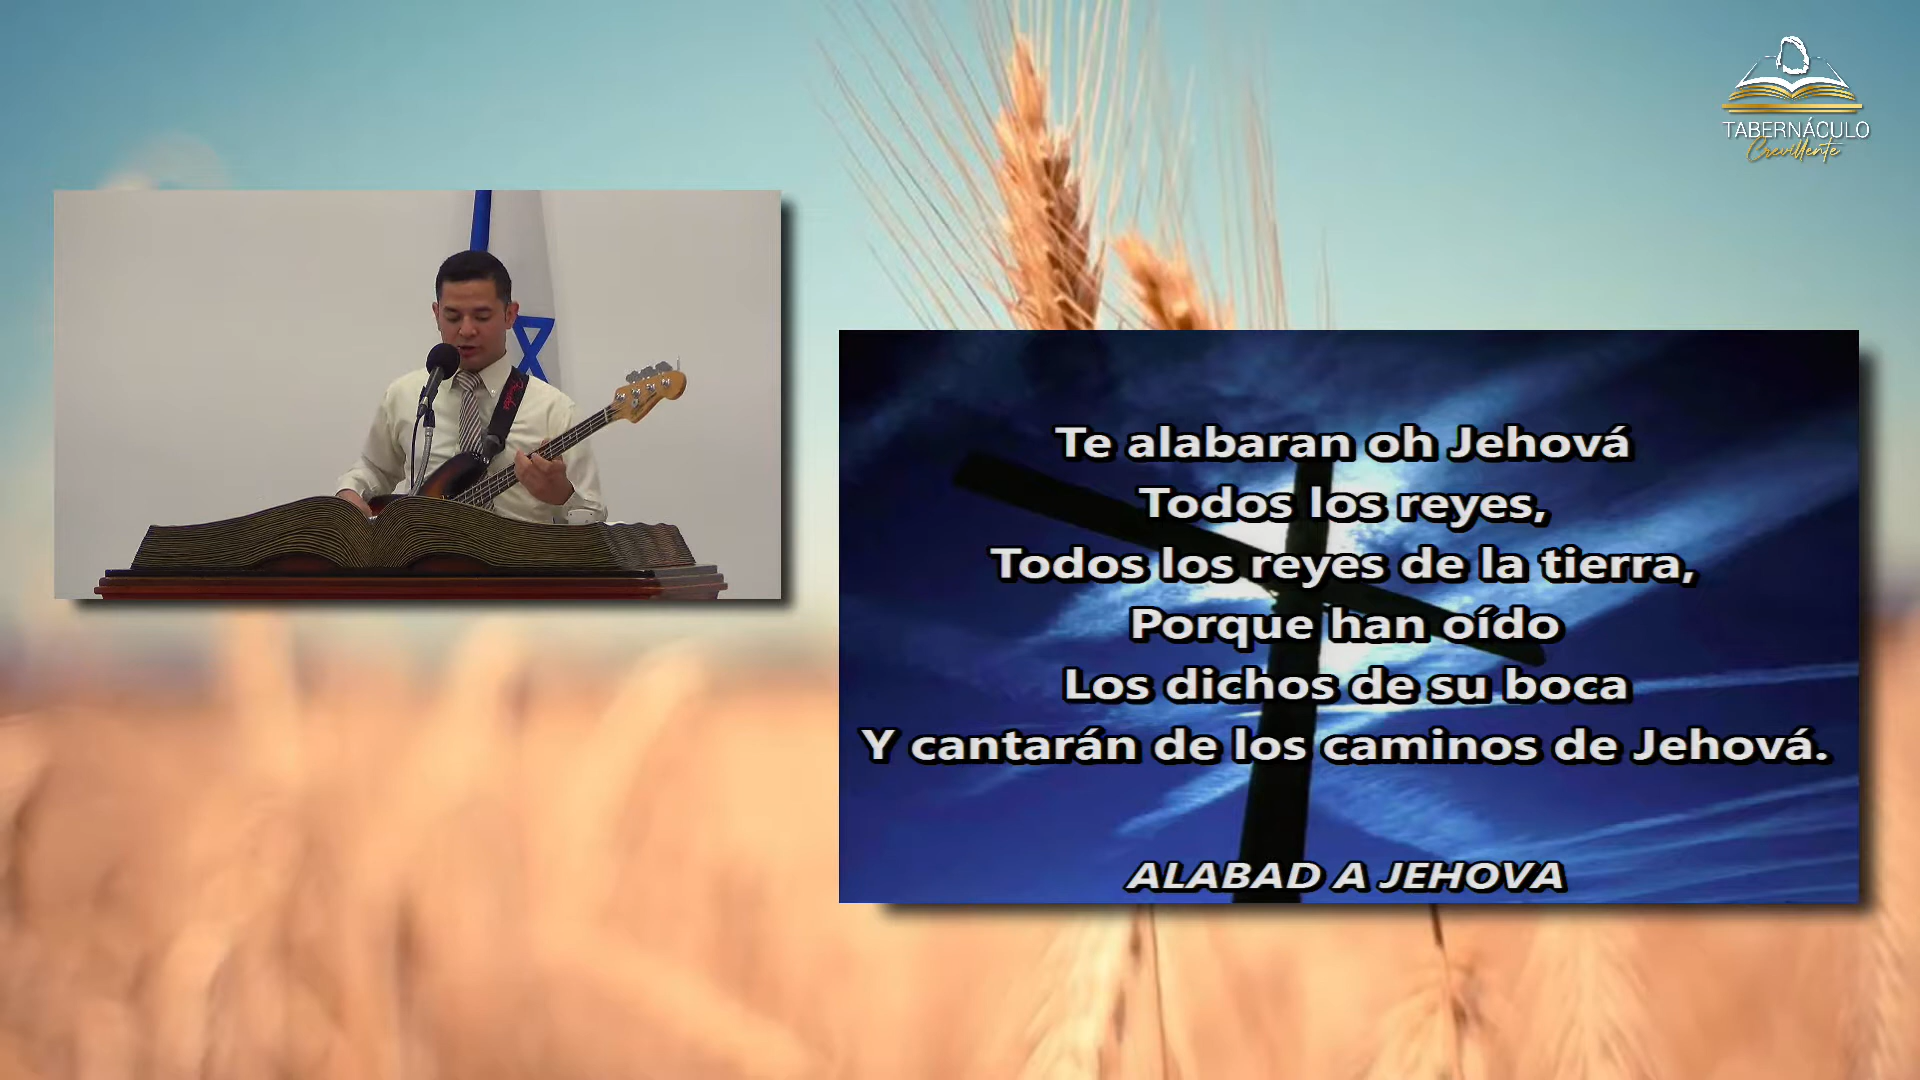 TABERNÁCULO
Crevillente
Te alabaran oh Jehová
Todos los reyes,
Todos los reyes de la tierra,
Porque han oído
Los dichos de su boca
Y cantarán de los caminos de Jehová.
ALABAD A JEHOVA